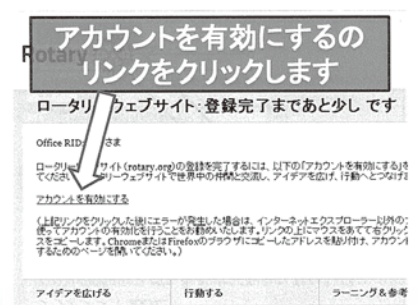 アカウントを有効にするの
リンクをクリックします
Rotary
ロータリーウェブサイト:登録完了まであと少し です
Office RID: さま
サイト(rotary.org)の登録を完了するには、以下の「アカウントを有効にする」を
ーウェブサイトで世界中の仲間と交流し、アイデアを広げ、行動へとつなげま
アカウントを有効にする
(上記リンクをクリックした後にエラーが発生した場合は、インターネットエクスプローラー以外の
使ってアカウントの有効化を行うことをお勧めいたします。リンクの上にマウスをあてて右クリッ
スをコピーします。ChromeまたはFirefoxのブラウザにコピーしたアドレスを貼り付け、アカウン
するためのページを開いてください。)
アイデアを広げる 行動する ラーニング&参考